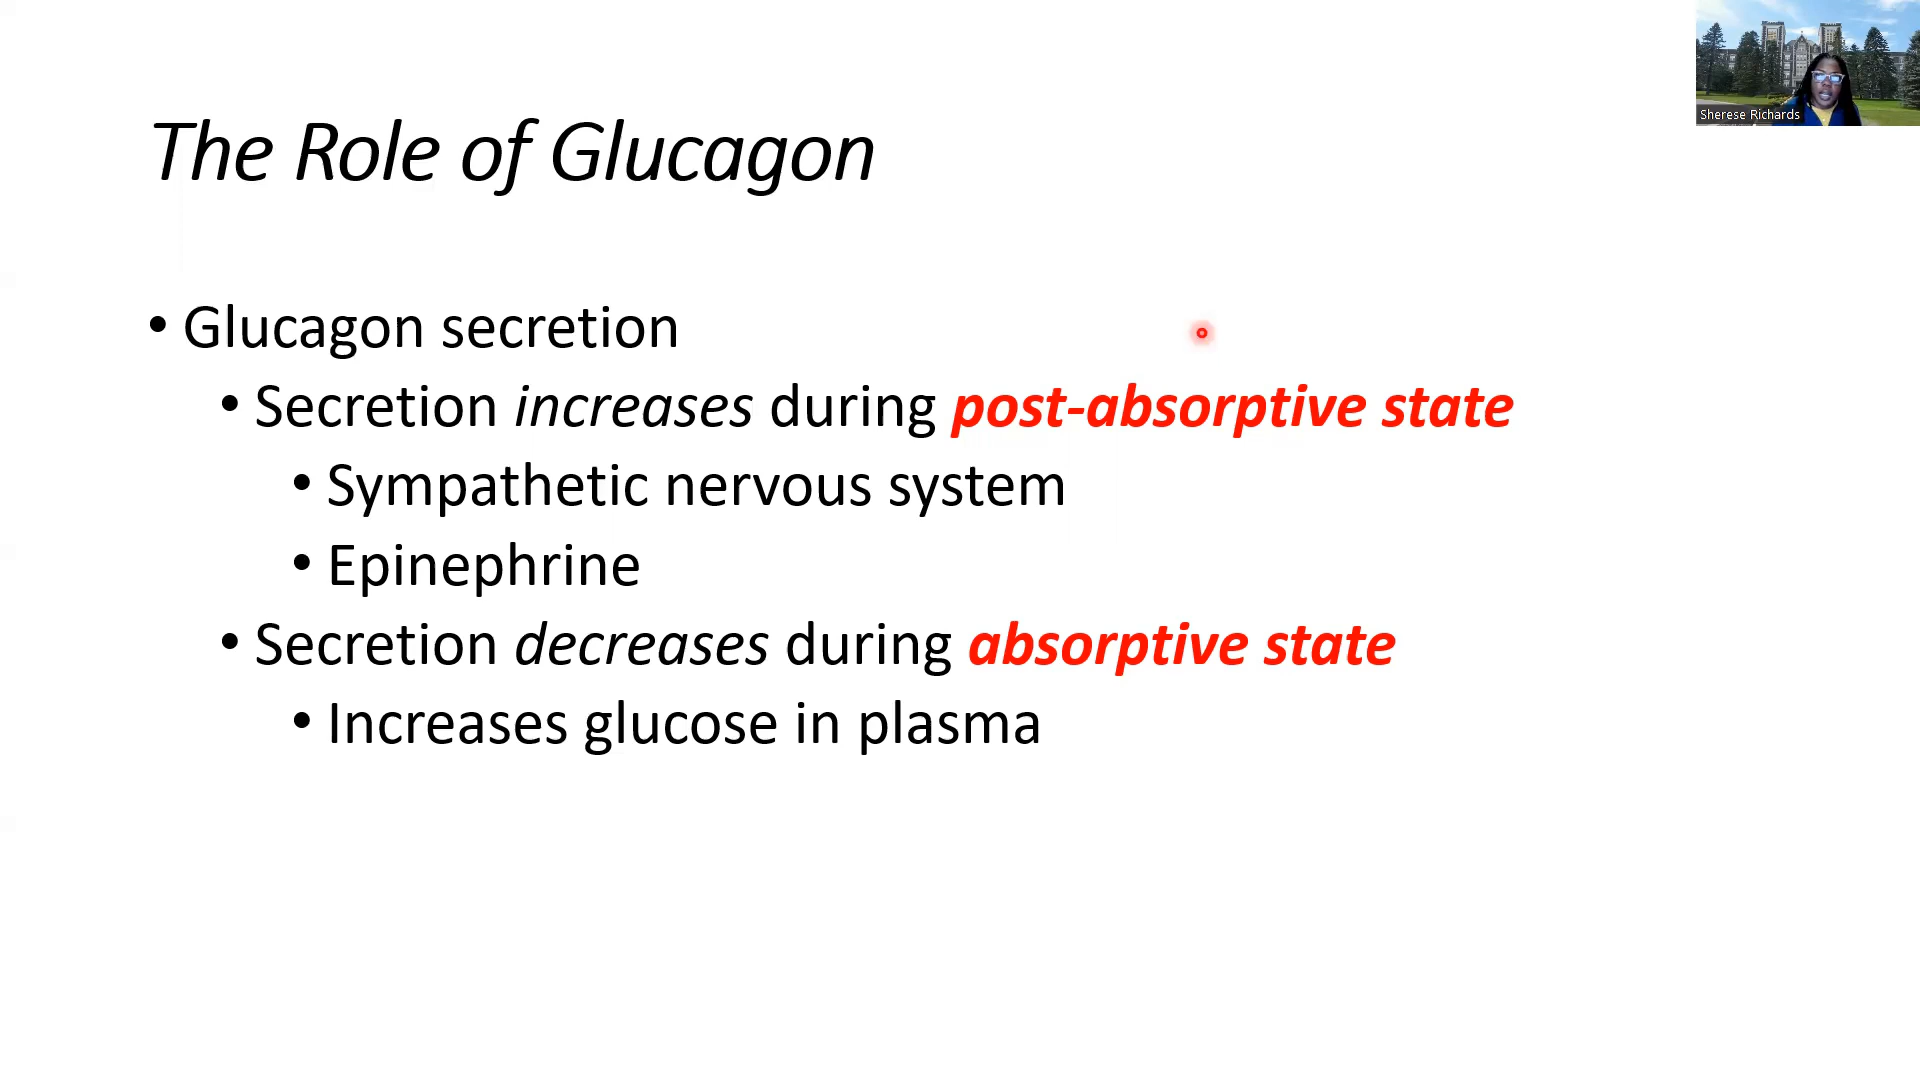 Sherese Richards
The Role of Glucagon
• Glucagon secretion
• Secretion increases during post-absorptive state
• Sympathetic nervous system
• Epinephrine
• Secretion decreases during absorptive state
• Increases glucose in plasma